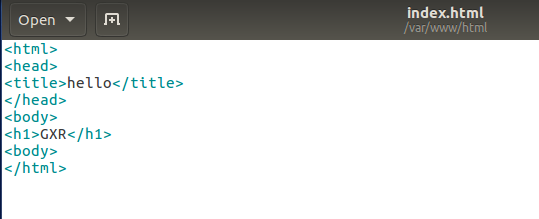 Open
index.html
/var/www/html
<html>
<head>
<title>hello</title>
</head>
<body>
<h1>GXR</h1>
<body>
</html>